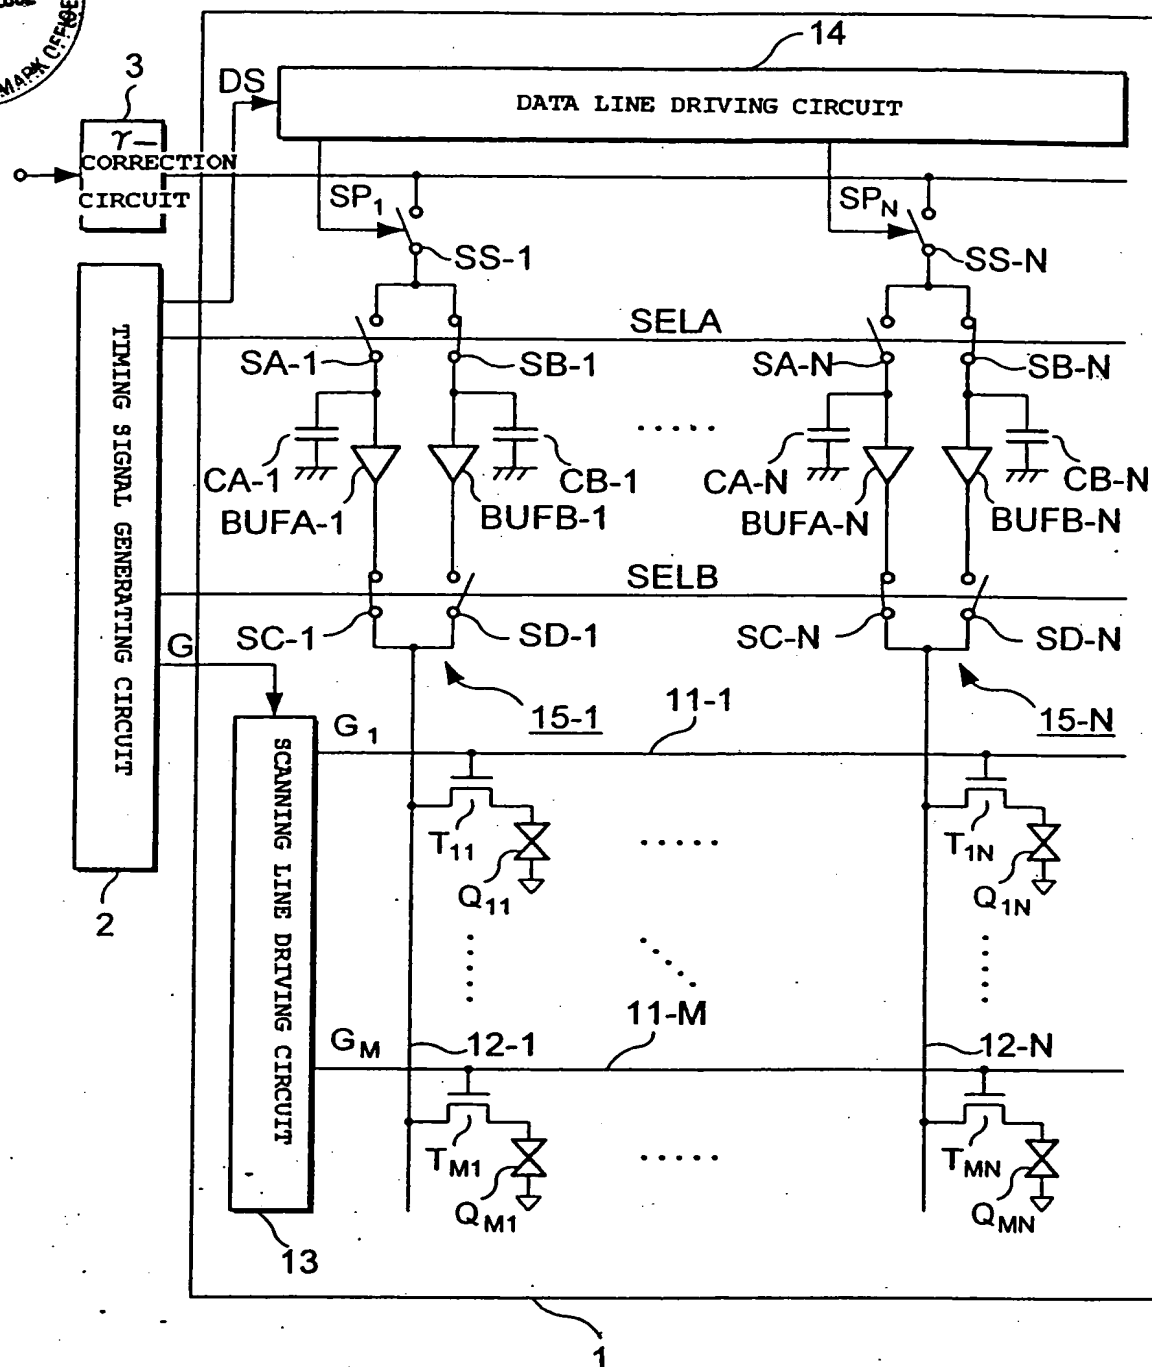 MARK OFFICE
14
3
DS
DATA LINE DRIVING CIRCUIT
γ-
CORRECTION
CIRCUIT
SP1
SPN
SS-1
SS-N
SELA
SA-1
SB-1
SA-N
SB-N
.....
CA-1
CB-1
CA-N
CB-N
BUFA-1
BUFB-1
BUFA-N
BUFB-N
TIMING SIGNAL GENERATING CIRCUIT
SELB
SC-1
SD-1
SC-N
SD-N
G
15-1
11-1
15-N
G1
SCANNING LINE DRIVING CIRCUIT
T11
.....
T1N
Q11
Q1N
2
11-M
GM
12-1
12-N
TM1
.....
TMN
QM1
QMN
13
1